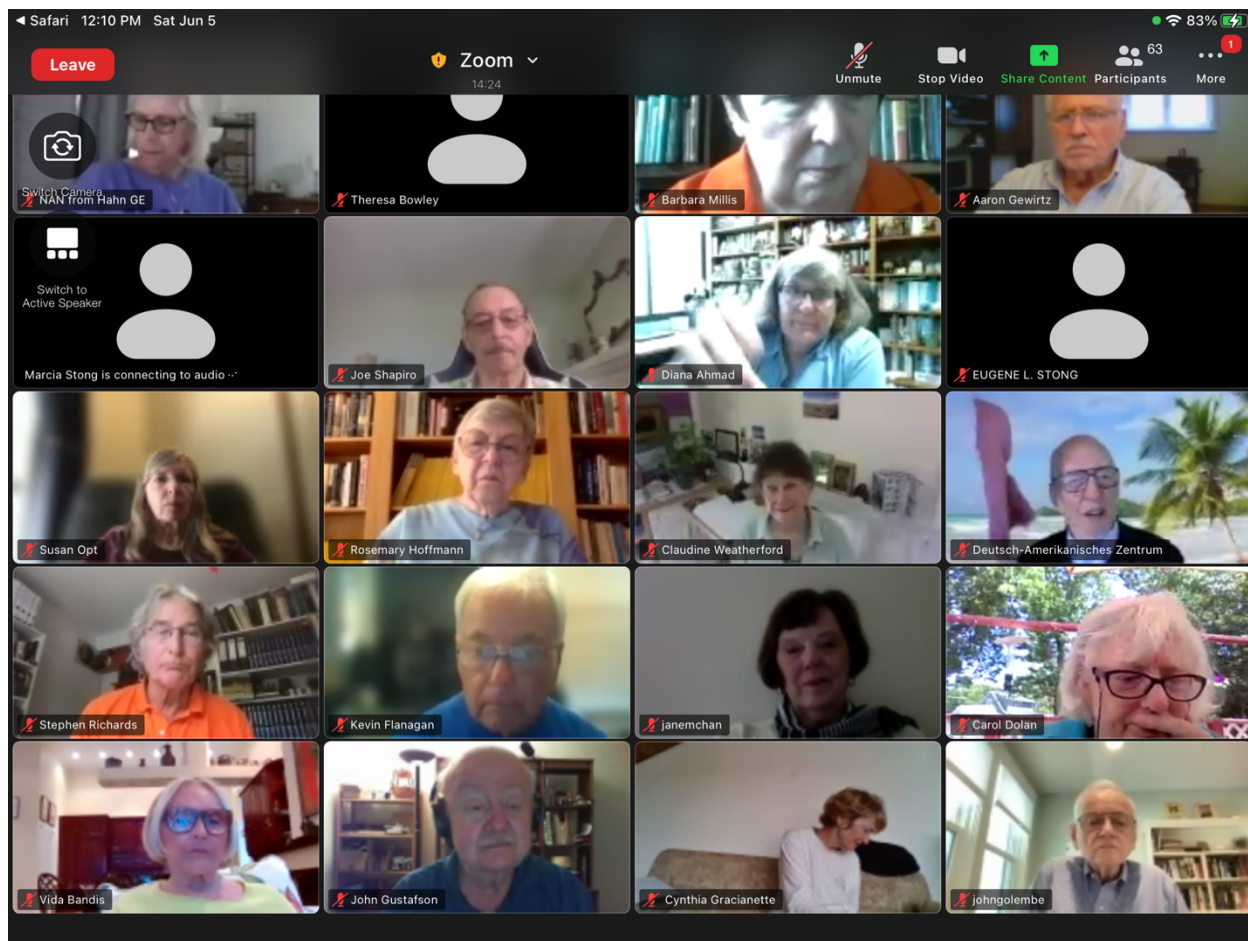 ◀ Safari 12:10 PM Sat Jun 5
83%
Leave
Zoom
14:24
Unmute
Stop Video
Share Content
63
Participants
1
More
Switch Camera
NAN from Hahn GE
Theresa Bowley
Barbara Millis
Aaron Gewirtz
Switch to
Active Speaker
Marcia Stong is connecting to audio ··
Joe Shapiro
Diana Ahmad
EUGENE L. STONG
Susan Opt
Rosemary Hoffmann
Claudine Weatherford
Deutsch-Amerikanisches Zentrum
Stephen Richards
Kevin Flanagan
janemchan
Carol Dolan
Vida Bandis
John Gustafson
Cynthia Gracianette
johngolembe